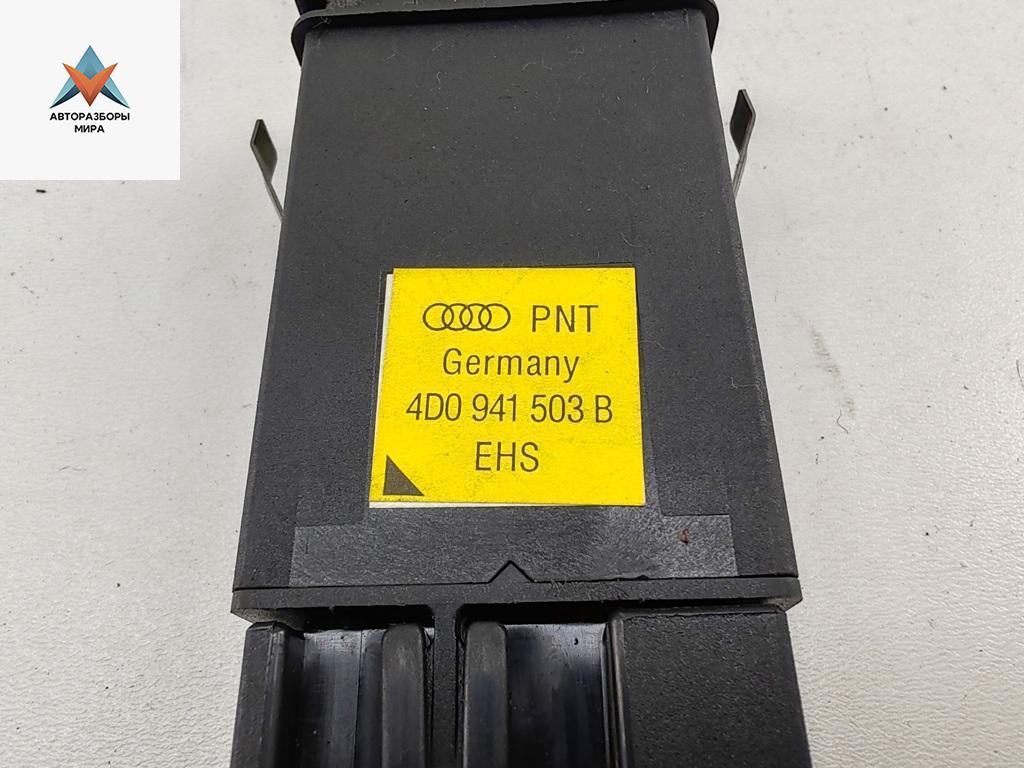 АВТОРАЗБОРЫ
МИРА
PNT
Germany
4D0 941 503 B
EHS